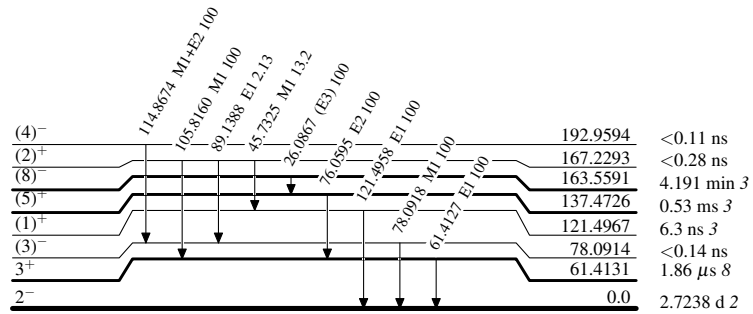 114.8674 M1+E2 100
105.8160 M1 100
89.1388 E1 2.13
45.7325 M1 13.2
26.0867 (E3) 100
76.0595 E2 100
121.4958 E1 100
78.0918 M1 100
61.4127 E1 100
(4)− 192.9594 <0.11 ns
(2)+ 167.2293 <0.28 ns
(8)− 163.5591 4.191 min 3
(5)+ 137.4726 0.53 ms 3
(1)+ 121.4967 6.3 ns 3
(3)− 78.0914 <0.14 ns
3+ 61.4131 1.86 μs 8
2− 0.0 2.7238 d 2